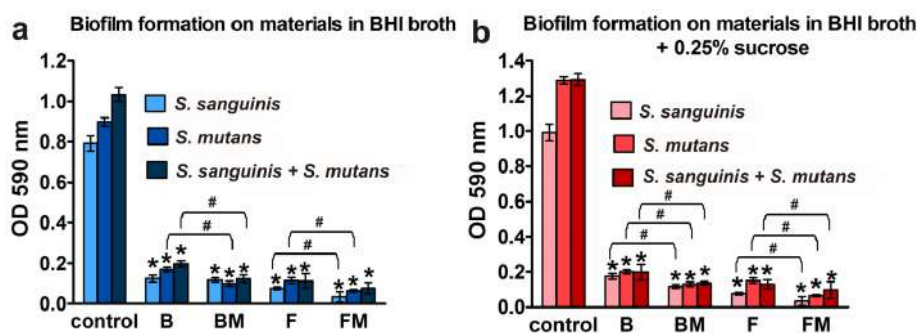 a Biofilm formation on materials in BHI broth
OD 590 nm
1.2
1.0
0.8
0.6
0.4
0.2
0.0
S. sanguinis
S. mutans
S. sanguinis + S. mutans
#
#
#
#
* * *
* * *
* * *
* * *
control B BM F FM
b Biofilm formation on materials in BHI broth
+ 0.25% sucrose
OD 590 nm
1.4
1.2
1.0
0.8
0.6
0.4
0.2
0.0
S. sanguinis
S. mutans
S. sanguinis + S. mutans
#
#
#
#
#
#
* * *
* * *
* * *
* * *
control B BM F FM